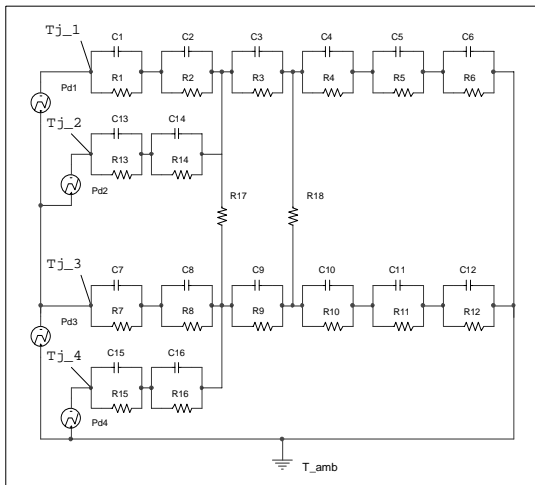 Tj_1
C1 C2 C3 C4 C5 C6
R1 R2 R3 R4 R5 R6
Pd1
Tj_2
C13 C14
R13 R14
Pd2
R17 R18
Tj_3
C7 C8 C9 C10 C11 C12
R7 R8 R9 R10 R11 R12
Pd3
Tj_4
C15 C16
R15 R16
Pd4
T_amb